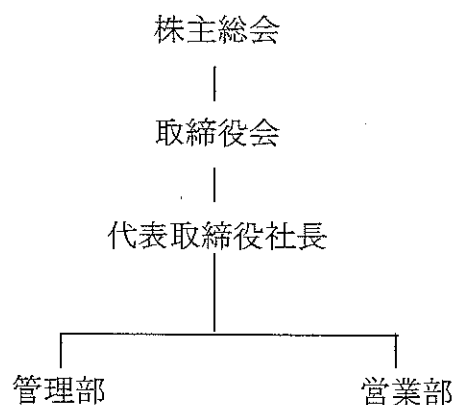 株主総会
取締役会
代表取締役社長
管理部
営業部